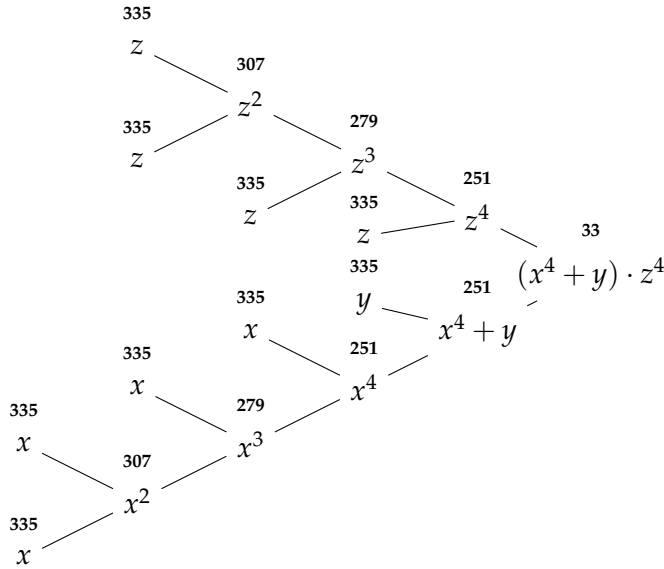 335
z
307
335
z²
279
z
335
z³
251
335
z
z⁴
33
z
335
251
(x⁴ + y) · z⁴
335
y
x
251
x⁴ + y
335
x
279
x⁴
335
x
307
x³
335
x²
x